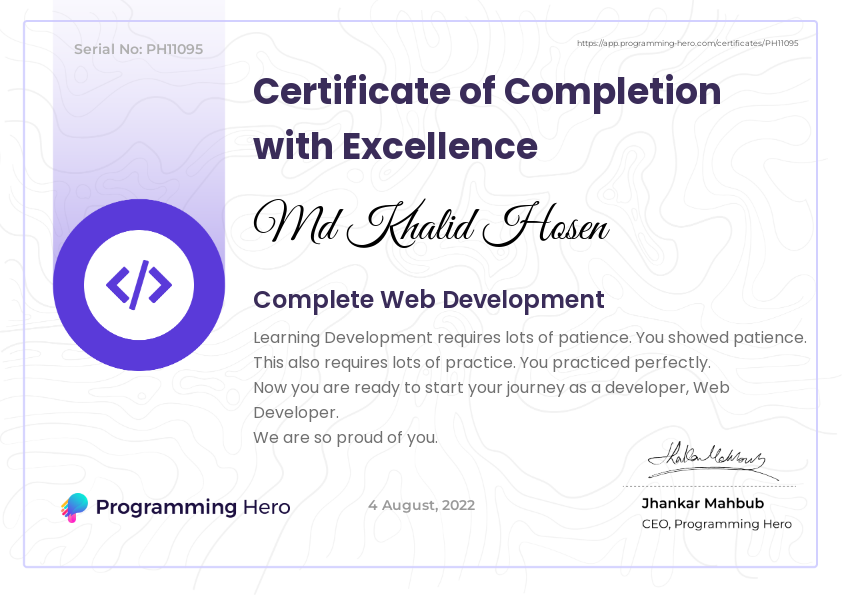 Serial No: PH11095
https://app.programming-hero.com/certificates/PH11095
Certificate of Completion
with Excellence
Md Khalid Hosen
Complete Web Development
Learning Development requires lots of patience. You showed patience.
This also requires lots of practice. You practiced perfectly.
Now you are ready to start your journey as a developer, Web
Developer.
We are so proud of you.
Programming Hero
4 August, 2022
Jhankar Mahbub
CEO, Programming Hero